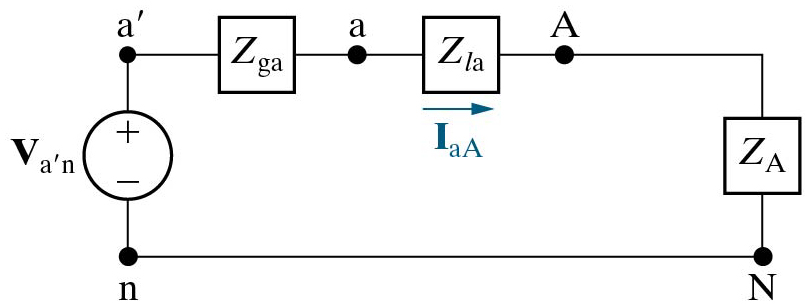 a′ a A
Z_ga Z_la
I_aA
V_a′n + −
Z_A
n N